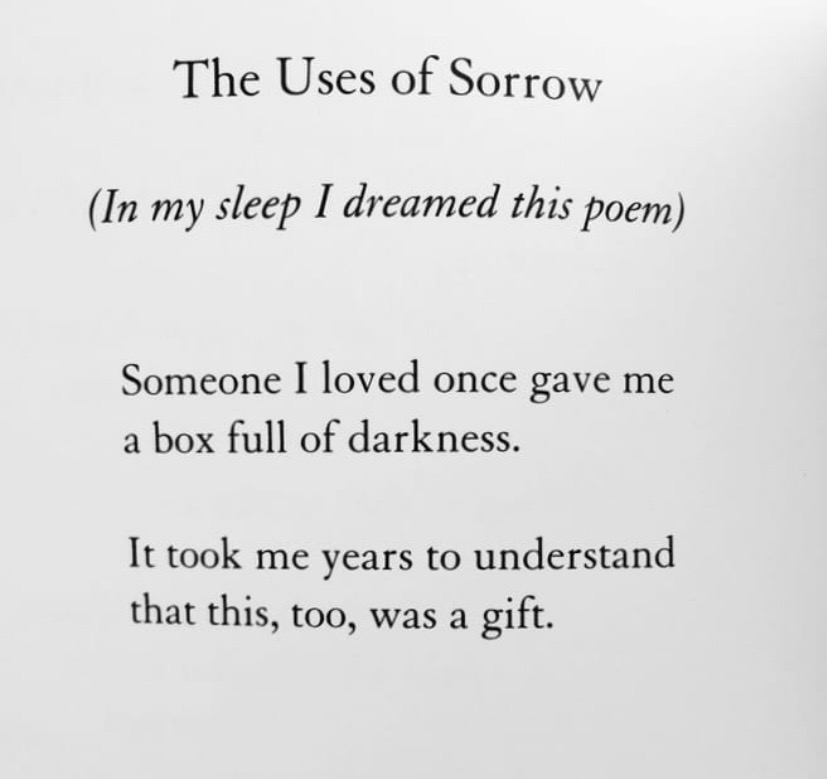 The Uses of Sorrow
(In my sleep I dreamed this poem)
Someone I loved once gave me
a box full of darkness.
It took me years to understand
that this, too, was a gift.